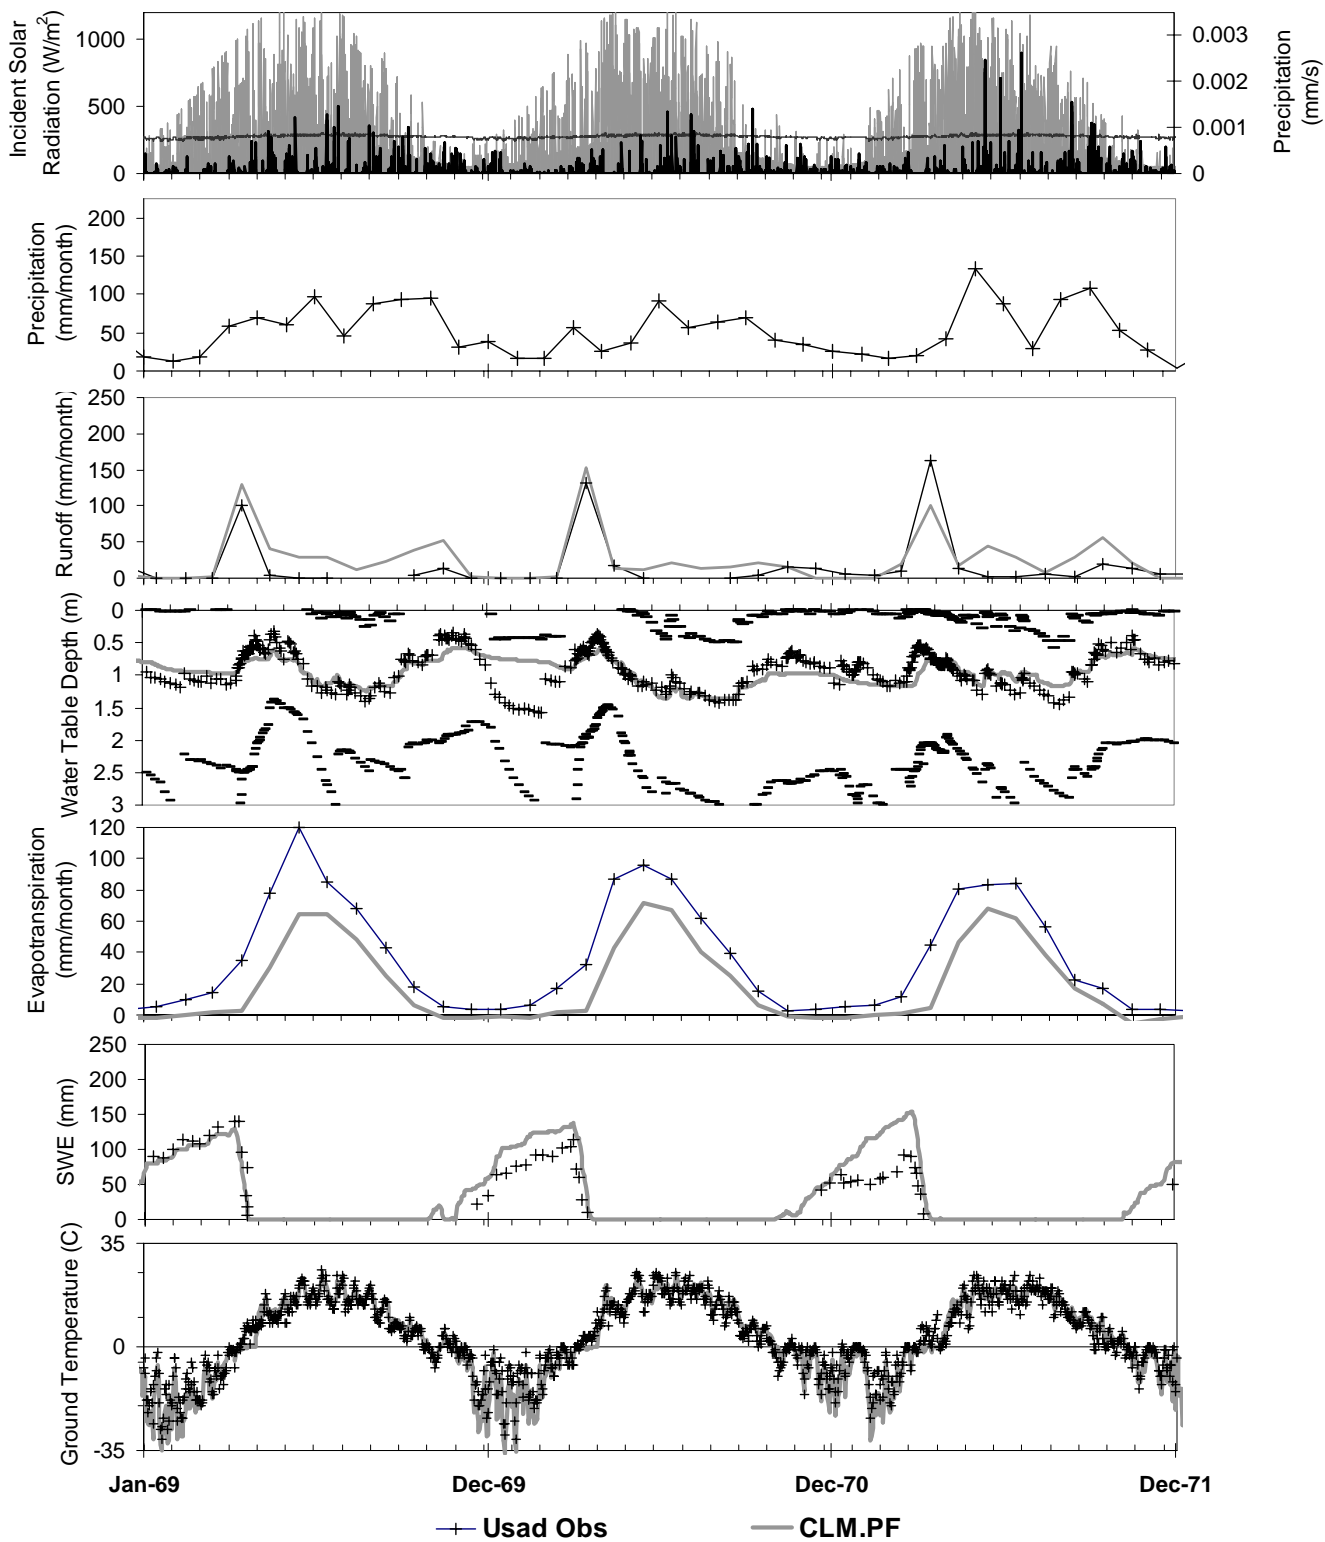 Incident Solar
Radiation (W/m²)
1000
500
0
0.003
0.002
0.001
0
Precipitation
(mm/s)
Precipitation
(mm/month)
200
150
100
50
0
Runoff (mm/month)
250
200
150
100
50
0
Water Table Depth (m)
0
0.5
1
1.5
2
2.5
3
Evapotranspiration
(mm/month)
120
100
80
60
40
20
0
SWE (mm)
250
200
150
100
50
0
Ground Temperature (C)
35
0
-35
Jan-69 Dec-69 Dec-70 Dec-71
Usad Obs CLM.PF